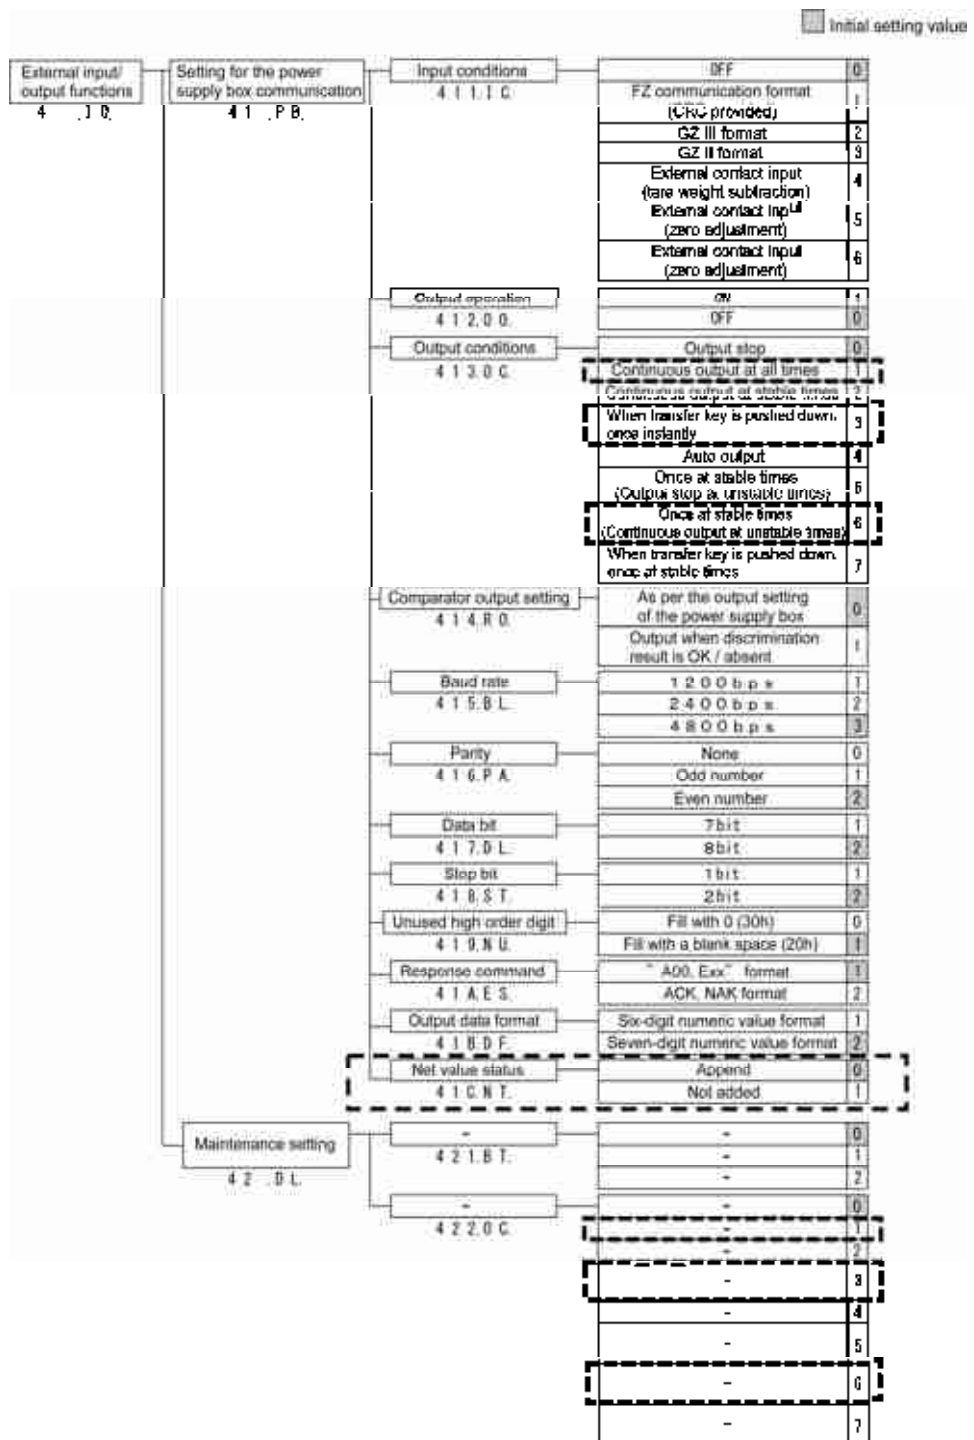 Initial setting value
External input/
output functions
4 .I O.
Setting for the power
supply box communication
4 1 .P B.
Input conditions
4 1 1.I C.
OFF 0
FZ communication format
(CRC provided) 1
GZ III format 2
GZ II format 3
External contact input
(tare weight subtraction) 4
External contact input
(zero adjustment) 5
External contact input
(zero adjustment) 6
Output operation
4 1 2.O O.
ON 1
OFF 0
Output conditions
4 1 3.O C.
Output stop 0
Continuous output at all times 1
Continuous output at stable times 2
When transfer key is pushed down.
once instantly 3
Auto output 4
Once at stable times
(Output stop at unstable times) 5
Once at stable times
(Continuous output at unstable times) 6
When transfer key is pushed down.
once at stable times 7
Comparator output setting
4 1 4.R O.
As per the output setting
of the power supply box 0
Output when discrimination
result is OK / absent 1
Baud rate
4 1 5.B L.
1 2 0 0 b p s 1
2 4 0 0 b p s 2
4 8 0 0 b p s 3
Parity
4 1 6.P A.
None 0
Odd number 1
Even number 2
Data bit
4 1 7.D L.
7bit 1
8bit 2
Stop bit
4 1 8.S T.
1bit 1
2bit 2
Unused high order digit
4 1 9.N U.
Fill with 0 (30h) 0
Fill with a blank space (20h) 1
Response command
4 1 A.E S.
" A00, Exx" format 1
ACK, NAK format 2
Output data format
4 1 B.D F.
Six-digit numeric value format 1
Seven-digit numeric value format 2
Net value status
4 1 C.N T.
Append 0
Not added 1
Maintenance setting
4 2 .D L.
-
4 2 1.B T.
- 0
- 1
- 2
-
4 2 2.O C.
- 0
- 1
- 2
- 3
- 4
- 5
- 6
- 7